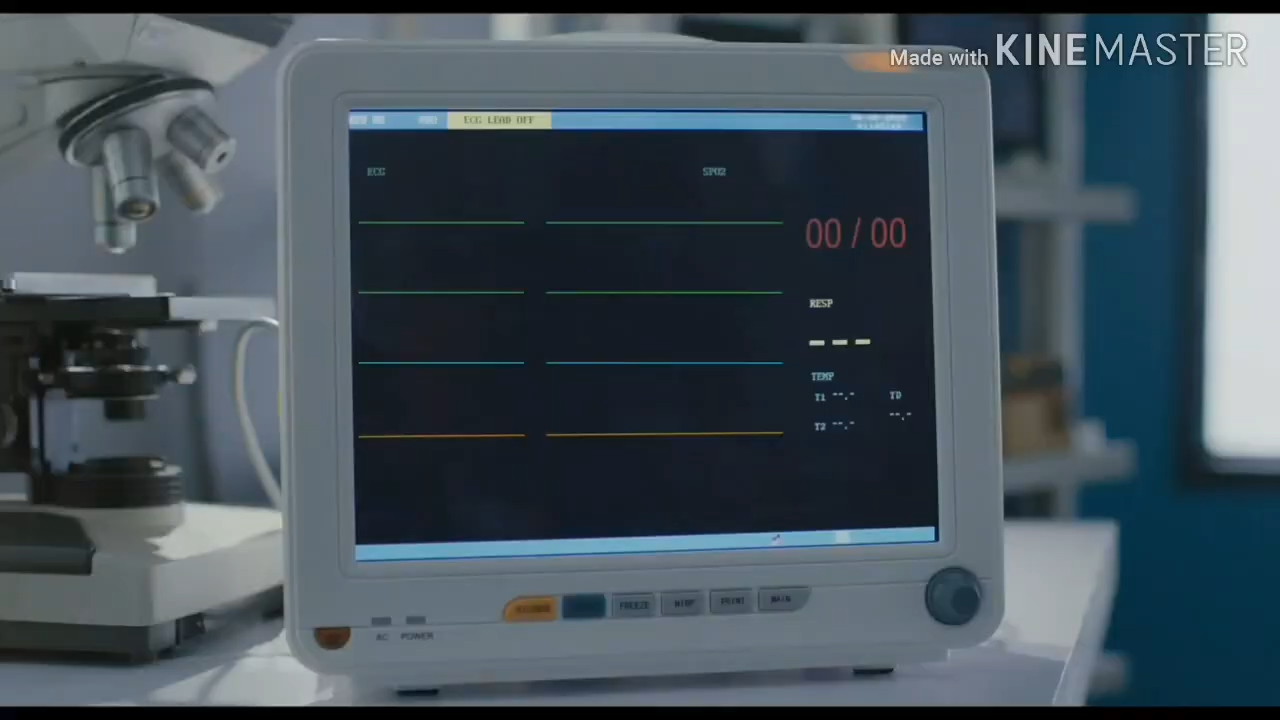 Made with KINEMASTER
ECG LEAD OFF
ECG
SPO2
00 / 00
RESP
---
TEMP
T1 --.-
TD
--.-
T2 --.-
FREEZE
NIBP
PRINT
MAIN
AC
POWER